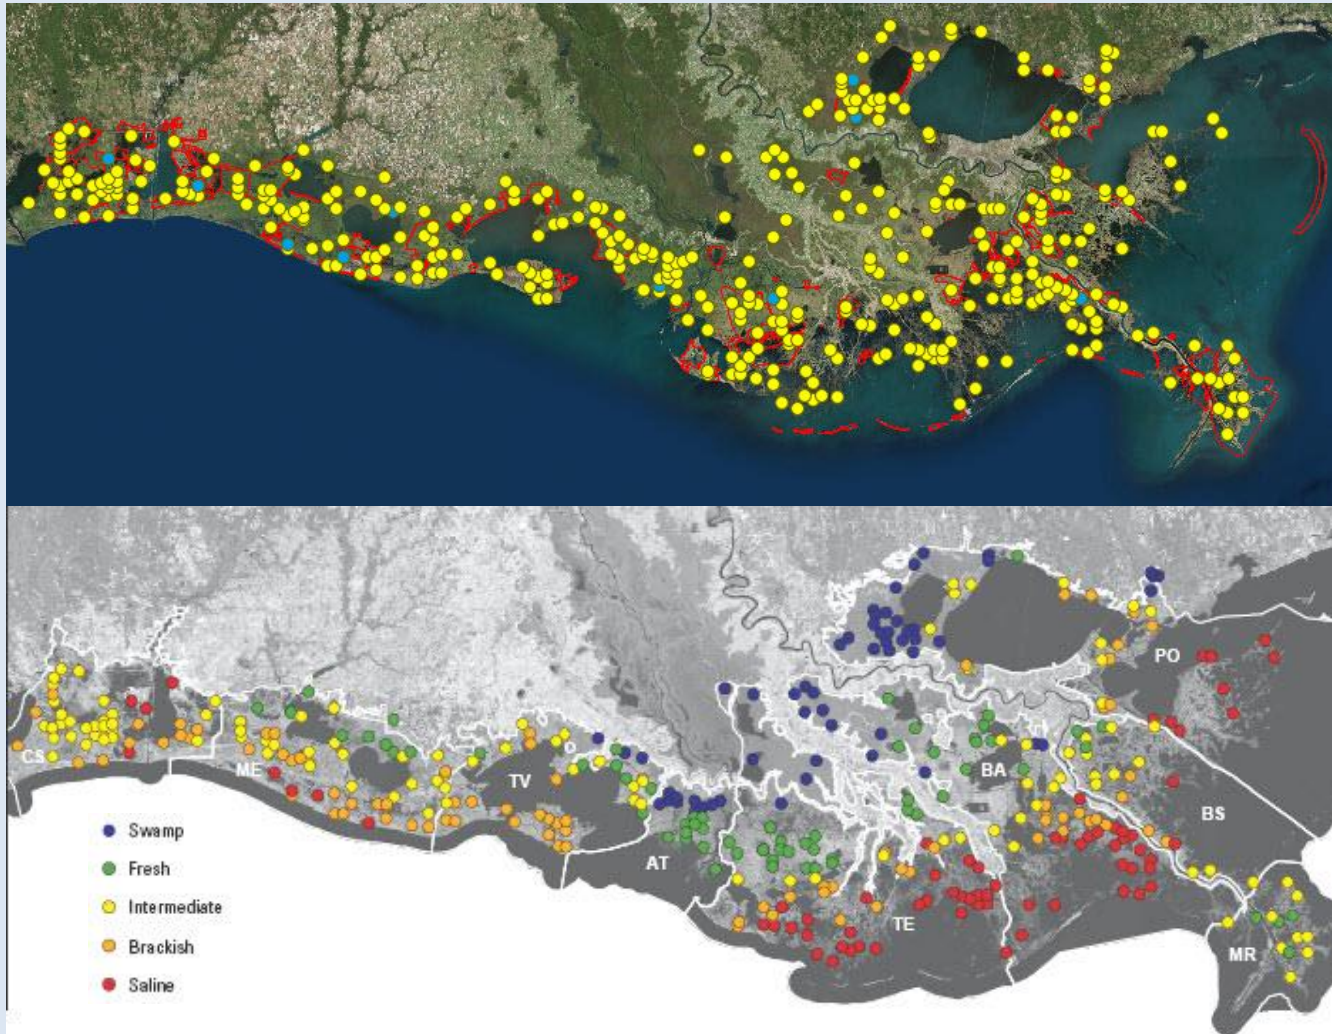 PO
CS
ME
TV
BA
BS
AT
TE
MR
Swamp
Fresh
Intermediate
Brackish
Saline